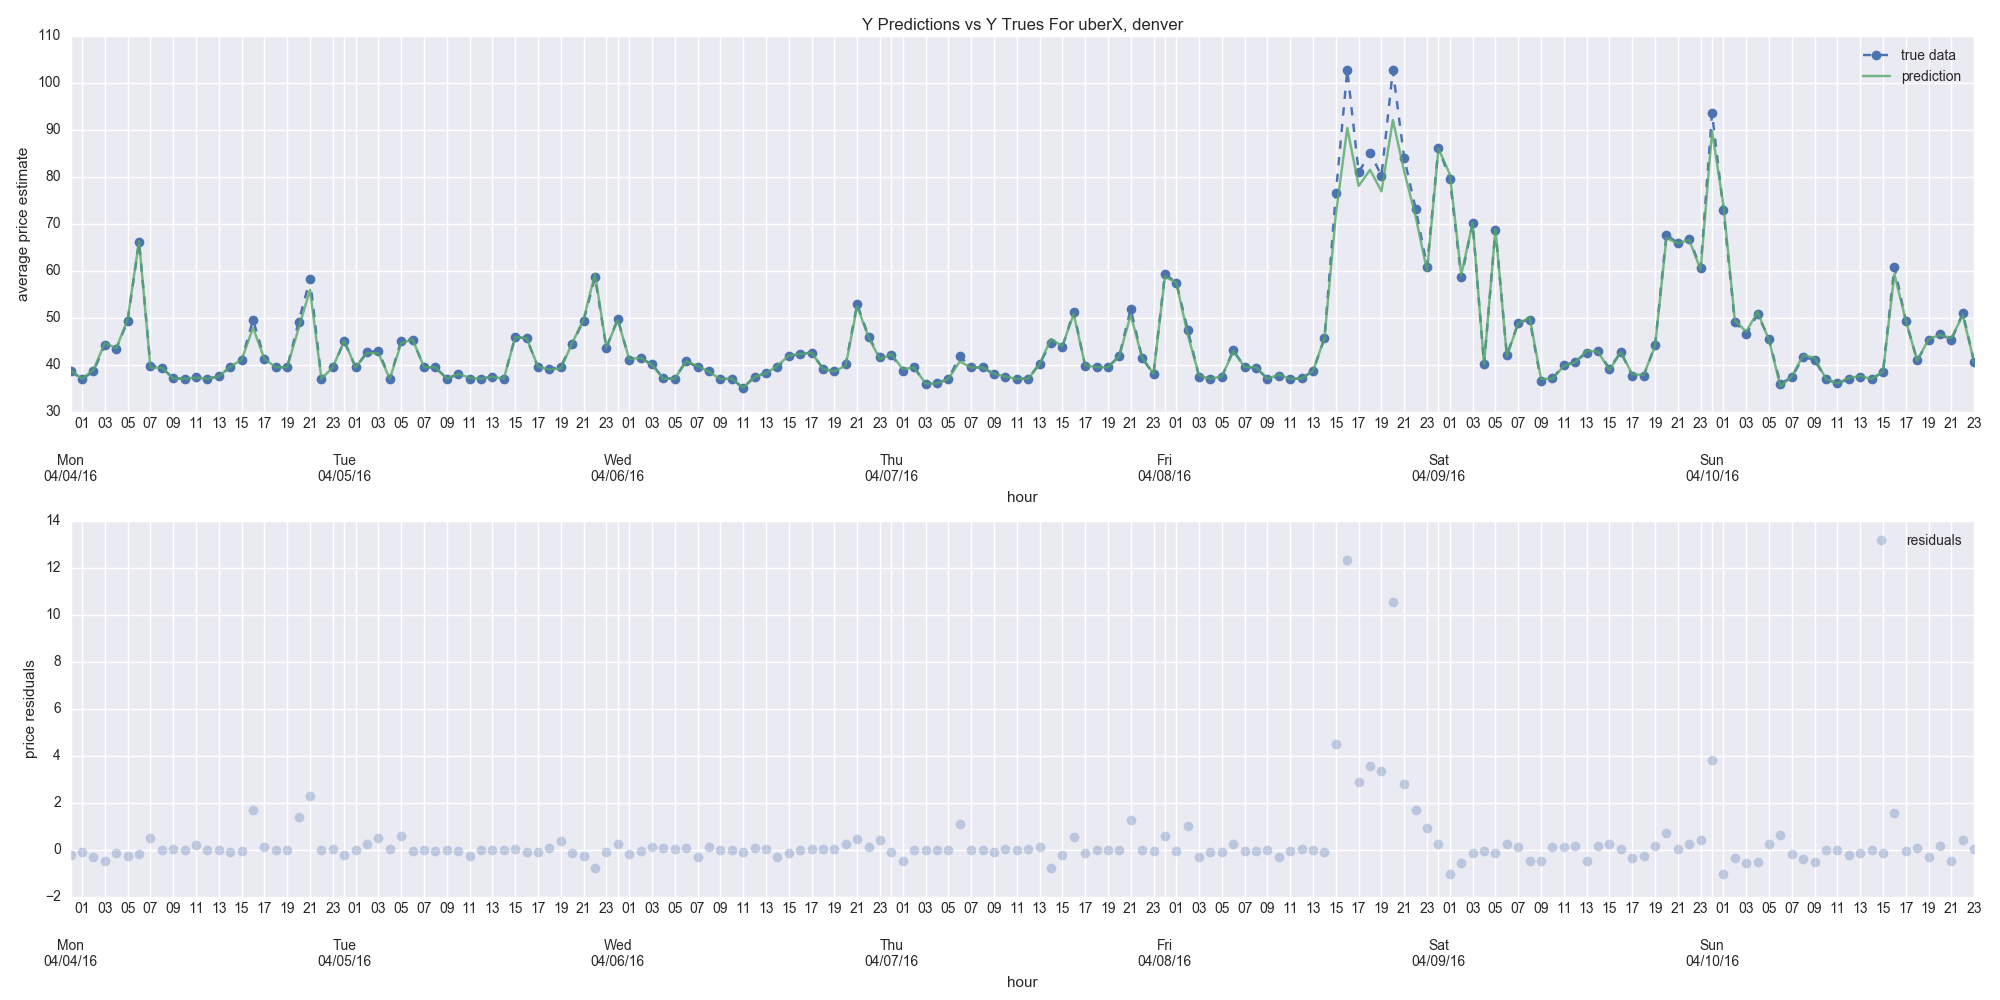 Y Predictions vs Y Trues For uberX, denver
110
100
90
80
70
60
50
40
30
average price estimate
true data
prediction
01 03 05 07 09 11 13 15 17 19 21 23 01 03 05 07 09 11 13 15 17 19 21 23 01 03 05 07 09 11 13 15 17 19 21 23 01 03 05 07 09 11 13 15 17 19 21 23 01 03 05 07 09 11 13 15 17 19 21 23 01 03 05 07 09 11 13 15 17 19 21 23 01 03 05 07 09 11 13 15 17 19 21 23
Mon Tue Wed Thu Fri Sat Sun
04/04/16 04/05/16 04/06/16 04/07/16 04/08/16 04/09/16 04/10/16
hour
14
12
10
8
6
4
2
0
−2
price residuals
residuals
01 03 05 07 09 11 13 15 17 19 21 23 01 03 05 07 09 11 13 15 17 19 21 23 01 03 05 07 09 11 13 15 17 19 21 23 01 03 05 07 09 11 13 15 17 19 21 23 01 03 05 07 09 11 13 15 17 19 21 23 01 03 05 07 09 11 13 15 17 19 21 23 01 03 05 07 09 11 13 15 17 19 21 23
Mon Tue Wed Thu Fri Sat Sun
04/04/16 04/05/16 04/06/16 04/07/16 04/08/16 04/09/16 04/10/16
hour